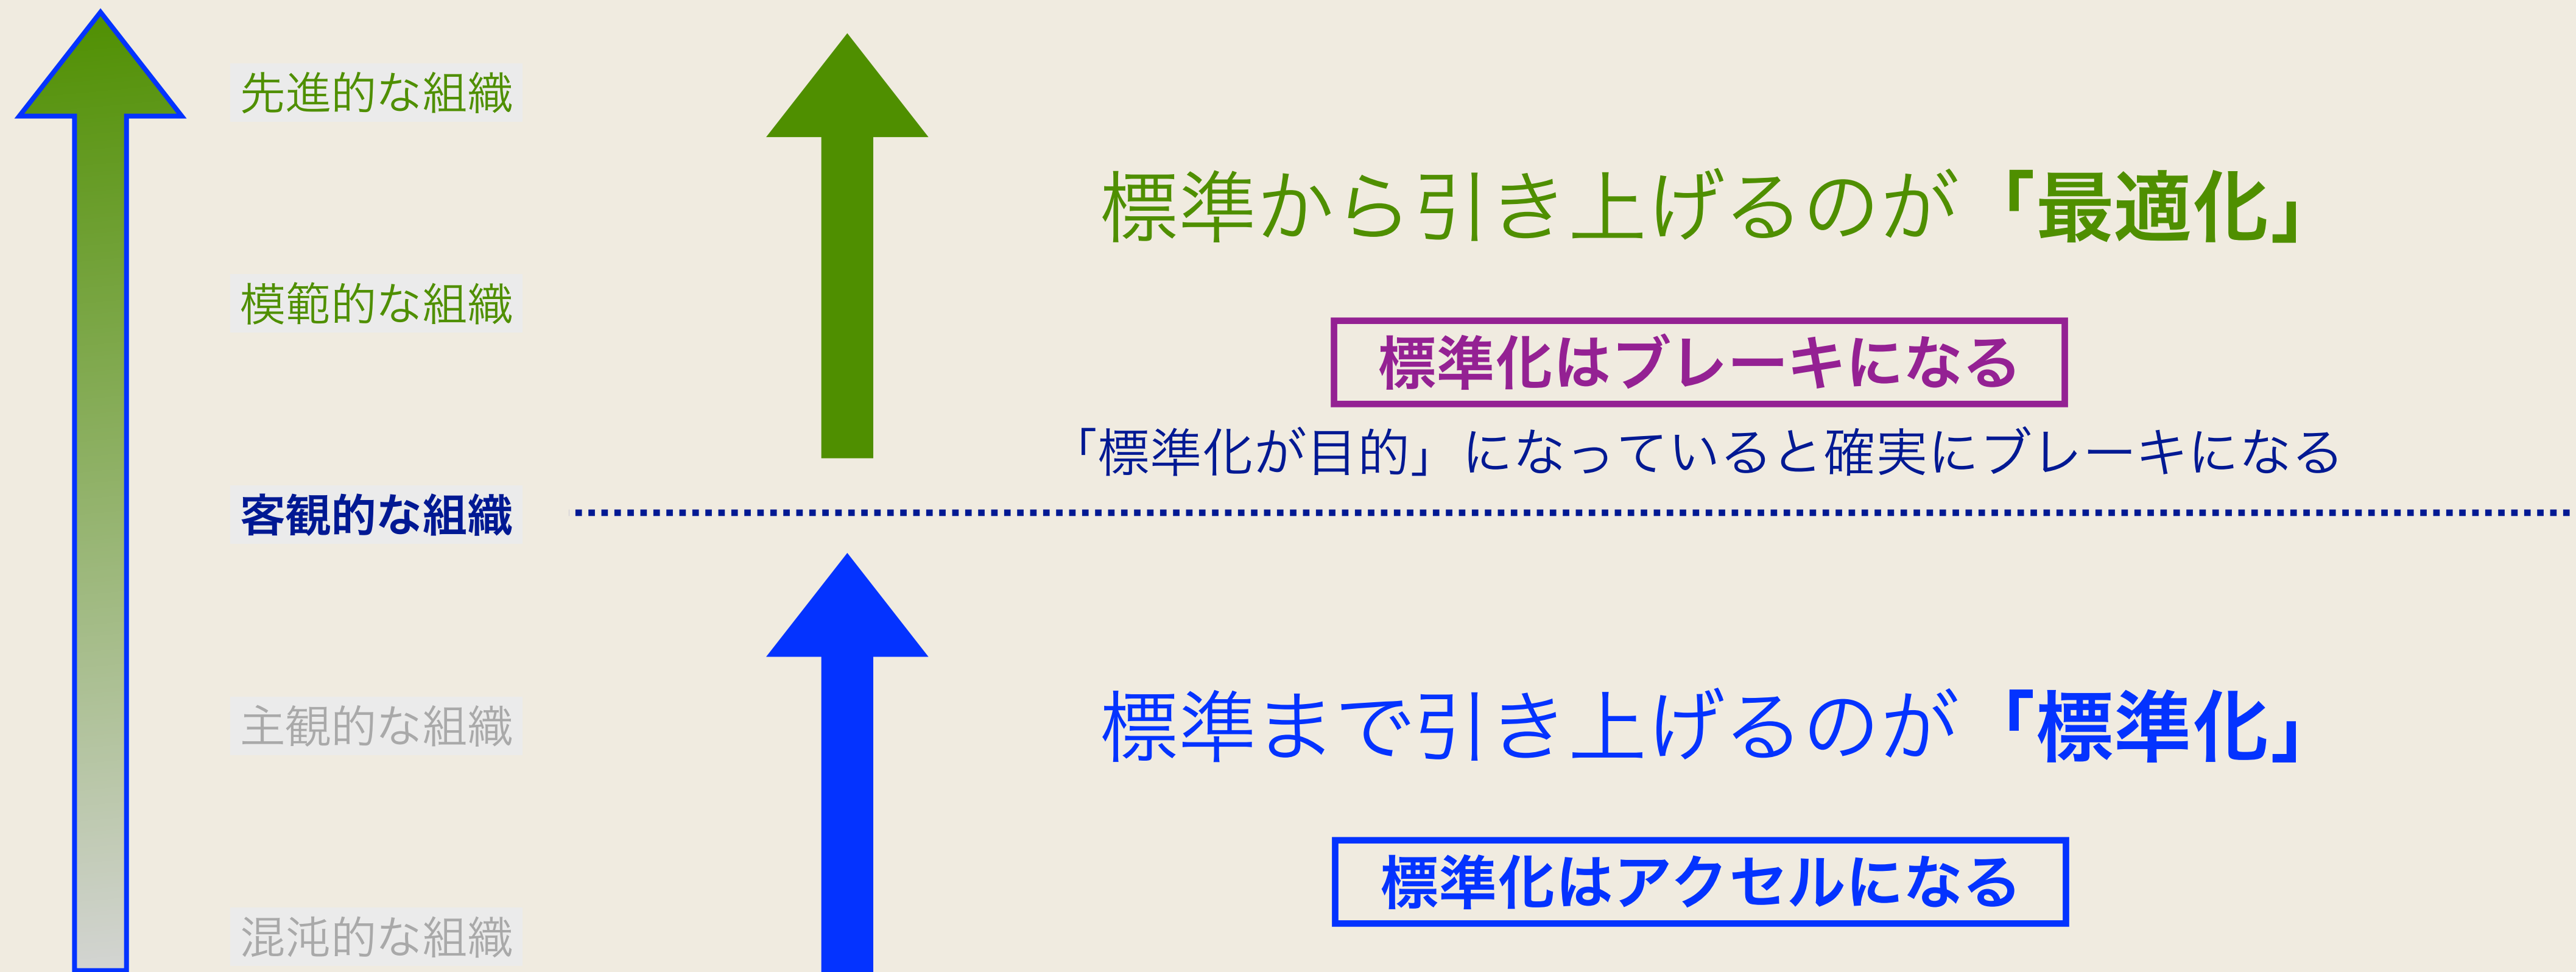 先進的な組織
標準から引き上げるのが「最適化」
模範的な組織
標準化はブレーキになる
「標準化が目的」になっていると確実にブレーキになる
客観的な組織
主観的な組織
標準まで引き上げるのが「標準化」
標準化はアクセルになる
混沌的な組織